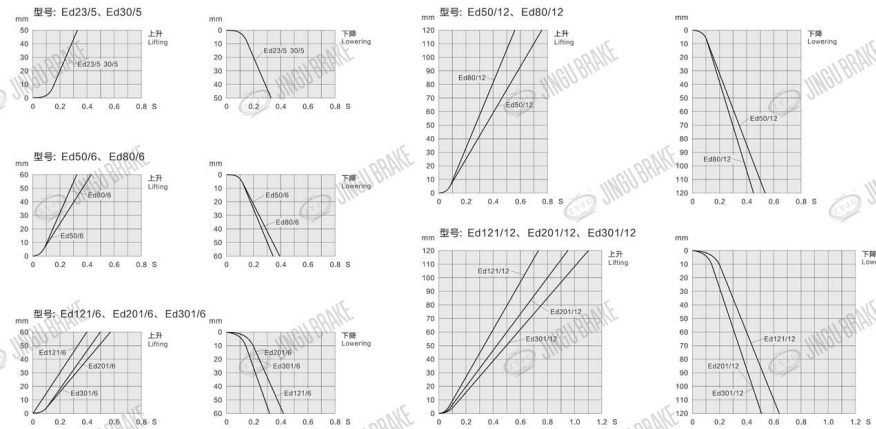 型号: Ed23/5、Ed30/5
mm
50
40
30
20
10
0
0 0.2 0.4 0.6 0.8 S
上升
Lifting
Ed23/5 30/5
mm
0
10
20
30
40
50
0 0.2 0.4 0.6 0.8 S
下降
Lowering
Ed23/5 30/5
型号: Ed50/6、Ed80/6
mm
60
50
40
30
20
10
0
0 0.2 0.4 0.6 0.8 S
上升
Lifting
Ed80/6
Ed50/6
mm
0
10
20
30
40
50
60
0 0.2 0.4 0.6 0.8 S
下降
Lowering
Ed50/6
Ed80/6
型号: Ed121/6、Ed201/6、Ed301/6
mm
60
50
40
30
20
10
0
0 0.2 0.4 0.6 0.8 S
上升
Lifting
Ed121/6
Ed201/6
Ed301/6
mm
0
10
20
30
40
50
60
0 0.2 0.4 0.6 0.8 S
下降
Lowering
Ed201/6
Ed301/6
Ed121/6
型号: Ed50/12、Ed80/12
mm
120
110
100
90
80
70
60
50
40
30
20
10
0
0 0.2 0.4 0.6 0.8 S
上升
Lifting
Ed80/12
Ed50/12
mm
0
10
20
30
40
50
60
70
80
90
100
110
120
0 0.2 0.4 0.6 0.8 S
下降
Lowering
Ed50/12
Ed80/12
型号: Ed121/12、Ed201/12、Ed301/12
mm
120
110
100
90
80
70
60
50
40
30
20
10
0
0 0.2 0.4 0.6 0.8 1.0 1.2 S
上升
Lifting
Ed121/12
Ed201/12
Ed301/12
mm
0
10
20
30
40
50
60
70
80
90
100
110
120
0 0.2 0.4 0.6 0.8 1.2 S
下降
Ed121/12
Ed201/12
Ed301/12
JINGU BRAKE
JINGU BRAKE
JINGU BRAKE
JINGU BRAKE
JINGU BRAKE
JINGU BRAKE